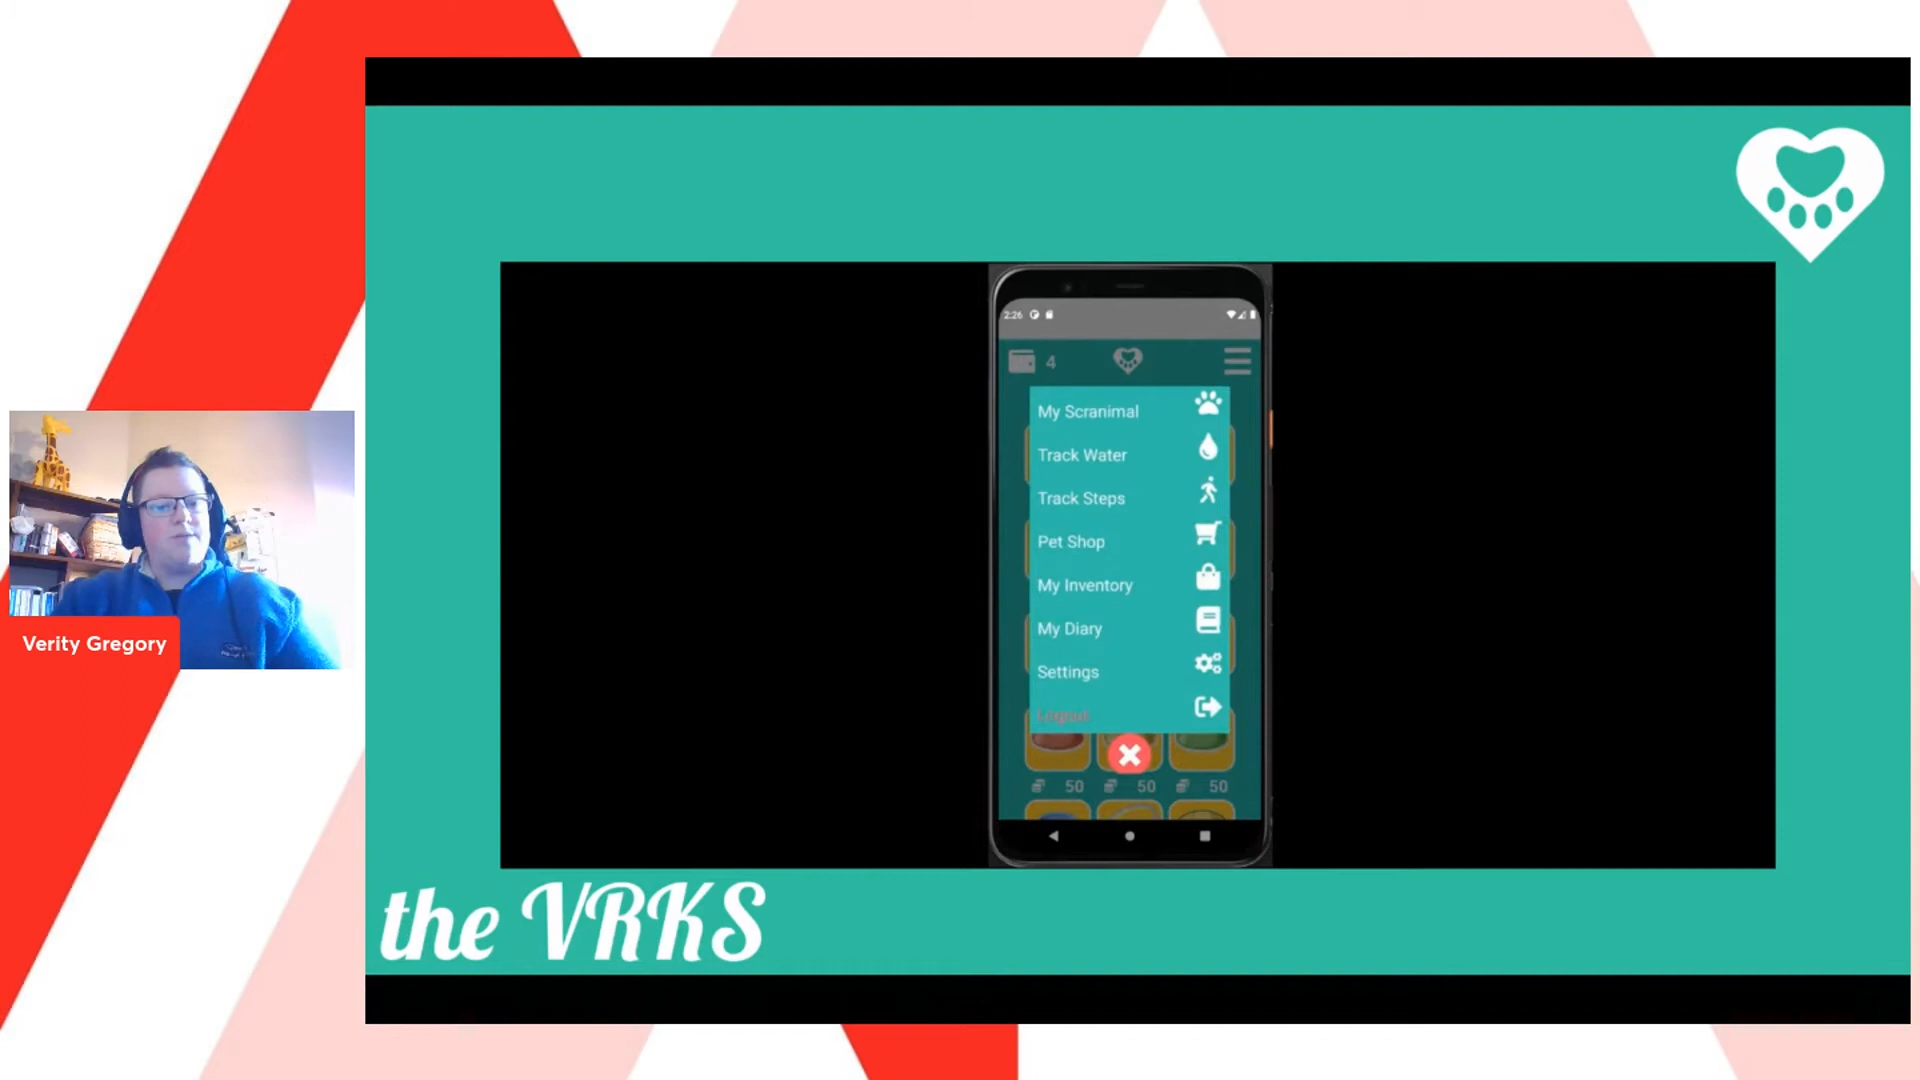 2:26
4
My Scranimal
Track Water
Track Steps
Pet Shop
My Inventory
My Diary
Settings
Logout
50 50 50
Verity Gregory
the VRKS